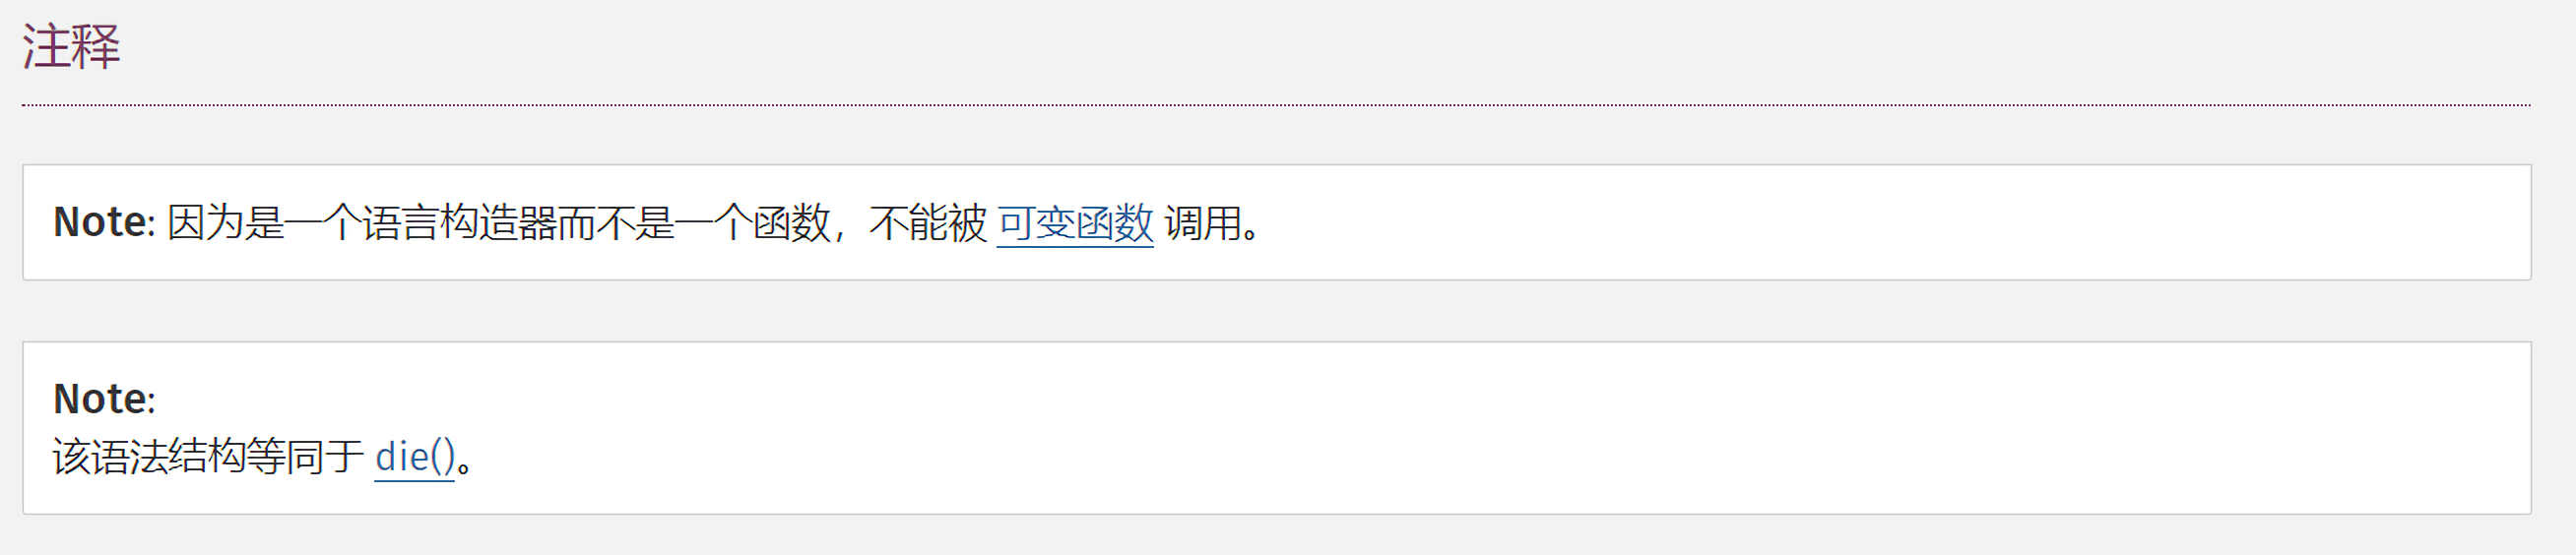 注释
Note: 因为是一个语言构造器而不是一个函数，不能被 可变函数 调用。
Note:
该语法结构等同于 die()。